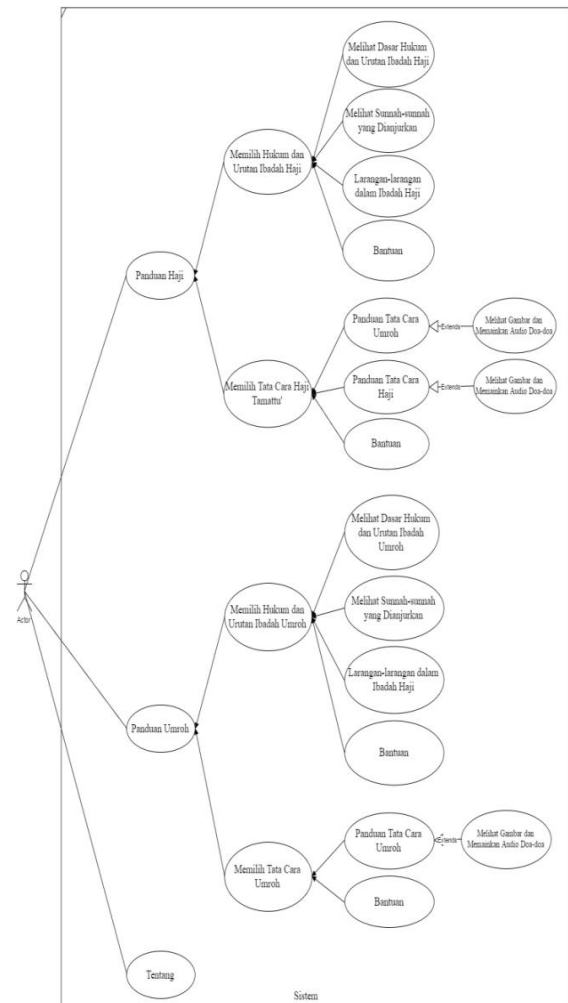 Melihat Dasar Hukum
dan Urutan Ibadah Haji
Melihat Sunnah-sunnah
yang Dianjurkan
Memilih Hukum dan
Urutan Ibadah Haji
Larangan-larangan
dalam Ibadah Haji
Bantuan
Panduan Haji
Panduan Tata Cara
Umroh
Extends
Melihat Gambar dan
Memainkan Audio Doa-doa
Memilih Tata Cara Haji
Tamattu'
Panduan Tata Cara
Haji
Extends
Melihat Gambar dan
Memainkan Audio Doa-doa
Bantuan
Melihat Dasar Hukum
dan Urutan Ibadah
Umroh
Actor
Memilih Hukum dan
Urutan Ibadah Umroh
Melihat Sunnah-sunnah
yang Dianjurkan
Larangan-larangan dalam
Ibadah Haji
Panduan Umroh
Bantuan
Panduan Tata Cara
Umroh
Extends
Melihat Gambar dan
Memainkan Audio Doa-doa
Memilih Tata Cara
Umroh
Bantuan
Tentang
Sistem